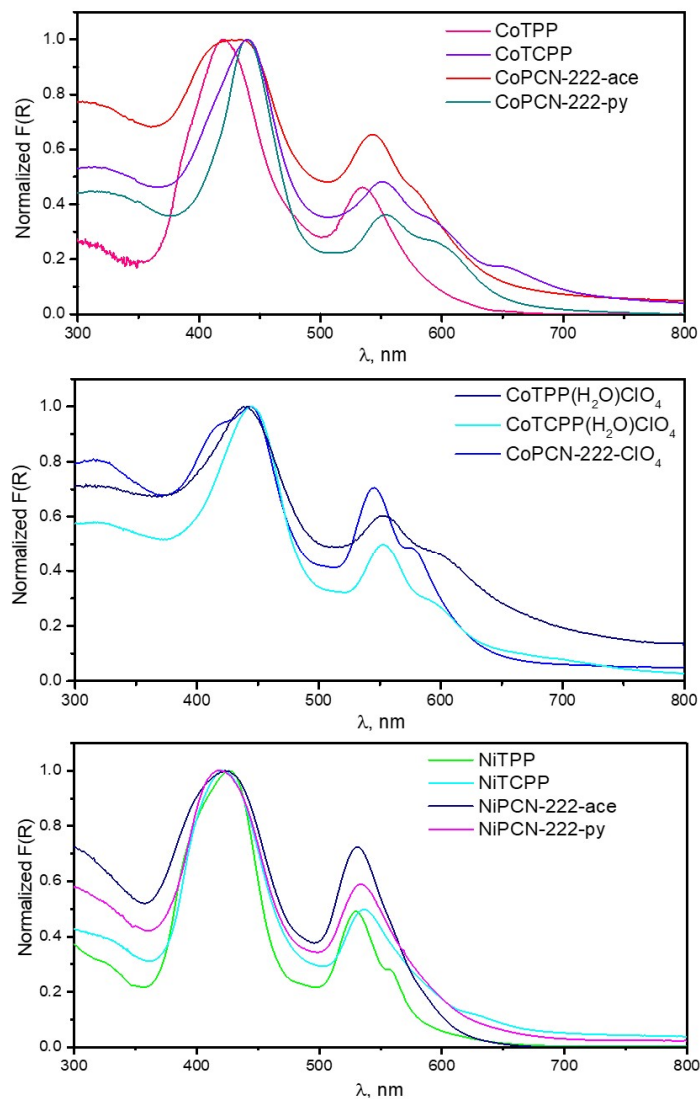 CoTPP
CoTCPP
CoPCN-222-ace
CoPCN-222-py
Normalized F(R)
1.0
0.8
0.6
0.4
0.2
0.0
300 400 500 600 700 800
λ, nm
CoTPP(H₂O)ClO₄
CoTCPP(H₂O)ClO₄
CoPCN-222-ClO₄
Normalized F(R)
1.0
0.8
0.6
0.4
0.2
0.0
300 400 500 600 700 800
λ, nm
NiTPP
NiTCPP
NiPCN-222-ace
NiPCN-222-py
Normalized F(R)
1.0
0.8
0.6
0.4
0.2
0.0
300 400 500 600 700 800
λ, nm